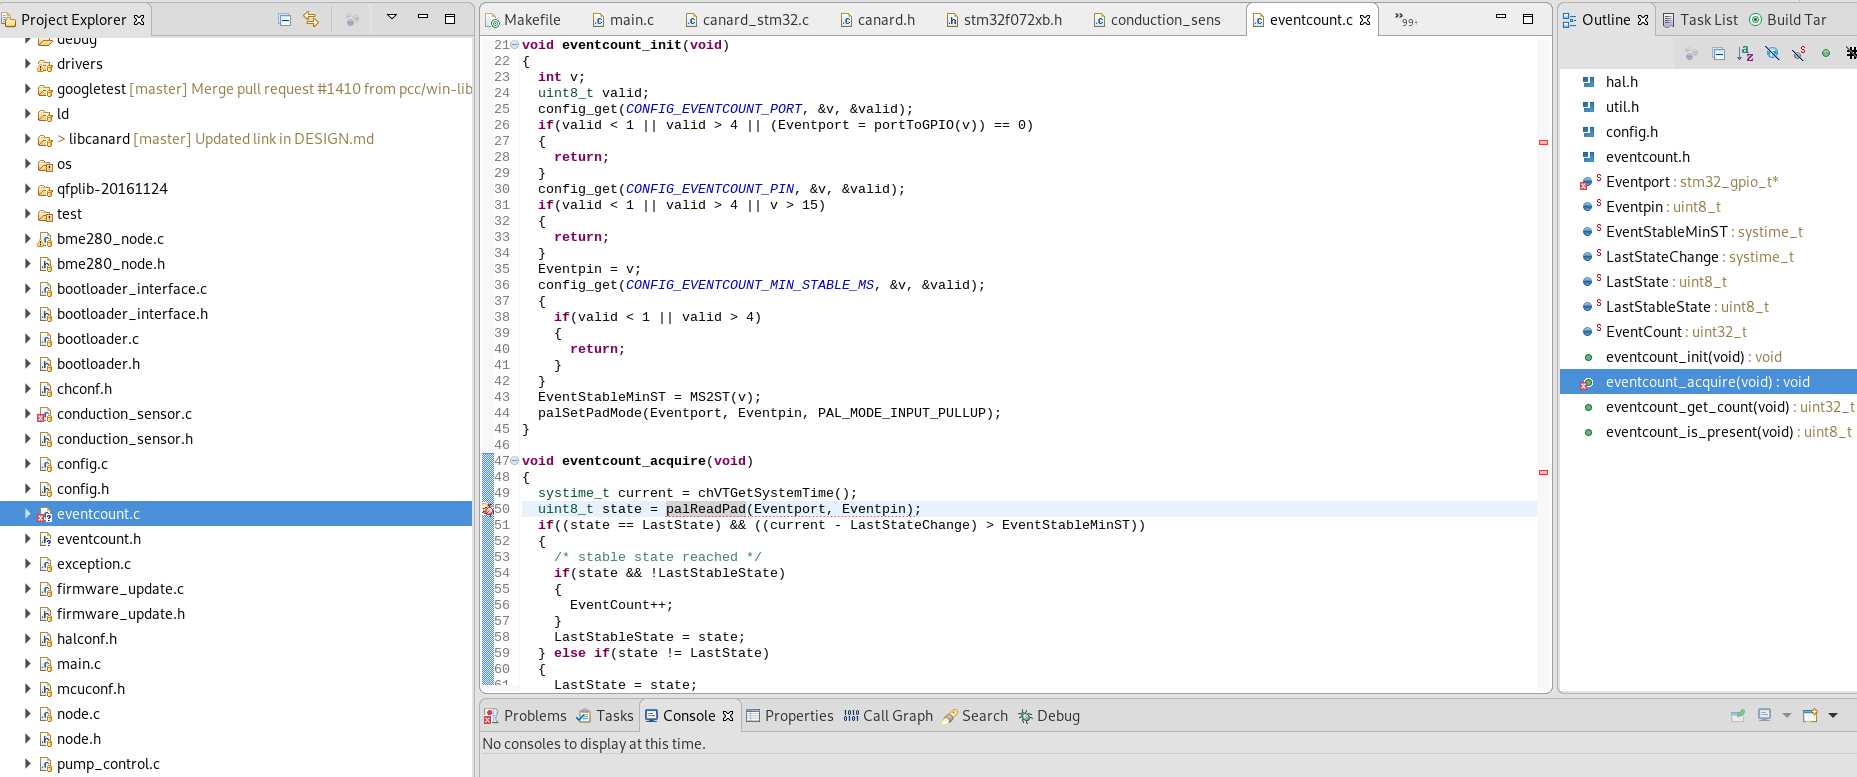 Project Explorer
debug
drivers
googletest [master] Merge pull request #1410 from pcc/win-lib
ld
> libcanard [master] Updated link in DESIGN.md
os
qfplib-20161124
test
bme280_node.c
bme280_node.h
bootloader_interface.c
bootloader_interface.h
bootloader.c
bootloader.h
chconf.h
conduction_sensor.c
conduction_sensor.h
config.c
config.h
eventcount.c
eventcount.h
exception.c
firmware_update.c
firmware_update.h
halconf.h
main.c
mcuconf.h
node.c
node.h
pump_control.c
Makefile main.c canard_stm32.c canard.h stm32f072xb.h conduction_sens eventcount.c »99+
21 void eventcount_init(void)
22 {
23 int v;
24 uint8_t valid;
25 config_get(CONFIG_EVENTCOUNT_PORT, &v, &valid);
26 if(valid < 1 || valid > 4 || (Eventport = portToGPIO(v)) == 0)
27 {
28 return;
29 }
30 config_get(CONFIG_EVENTCOUNT_PIN, &v, &valid);
31 if(valid < 1 || valid > 4 || v > 15)
32 {
33 return;
34 }
35 Eventpin = v;
36 config_get(CONFIG_EVENTCOUNT_MIN_STABLE_MS, &v, &valid);
37 {
38 if(valid < 1 || valid > 4)
39 {
40 return;
41 }
42 }
43 EventStableMinST = MS2ST(v);
44 palSetPadMode(Eventport, Eventpin, PAL_MODE_INPUT_PULLUP);
45 }
46
47 void eventcount_acquire(void)
48 {
49 systime_t current = chVTGetSystemTime();
50 uint8_t state = palReadPad(Eventport, Eventpin);
51 if((state == LastState) && ((current - LastStateChange) > EventStableMinST))
52 {
53 /* stable state reached */
54 if(state && !LastStableState)
55 {
56 EventCount++;
57 }
58 LastStableState = state;
59 } else if(state != LastState)
60 {
61 LastState = state;
Problems Tasks Console Properties Call Graph Search Debug
No consoles to display at this time.
Outline Task List Build Tar
hal.h
util.h
config.h
eventcount.h
Eventport : stm32_gpio_t*
Eventpin : uint8_t
EventStableMinST : systime_t
LastStateChange : systime_t
LastState : uint8_t
LastStableState : uint8_t
EventCount : uint32_t
eventcount_init(void) : void
eventcount_acquire(void) : void
eventcount_get_count(void) : uint32_t
eventcount_is_present(void) : uint8_t